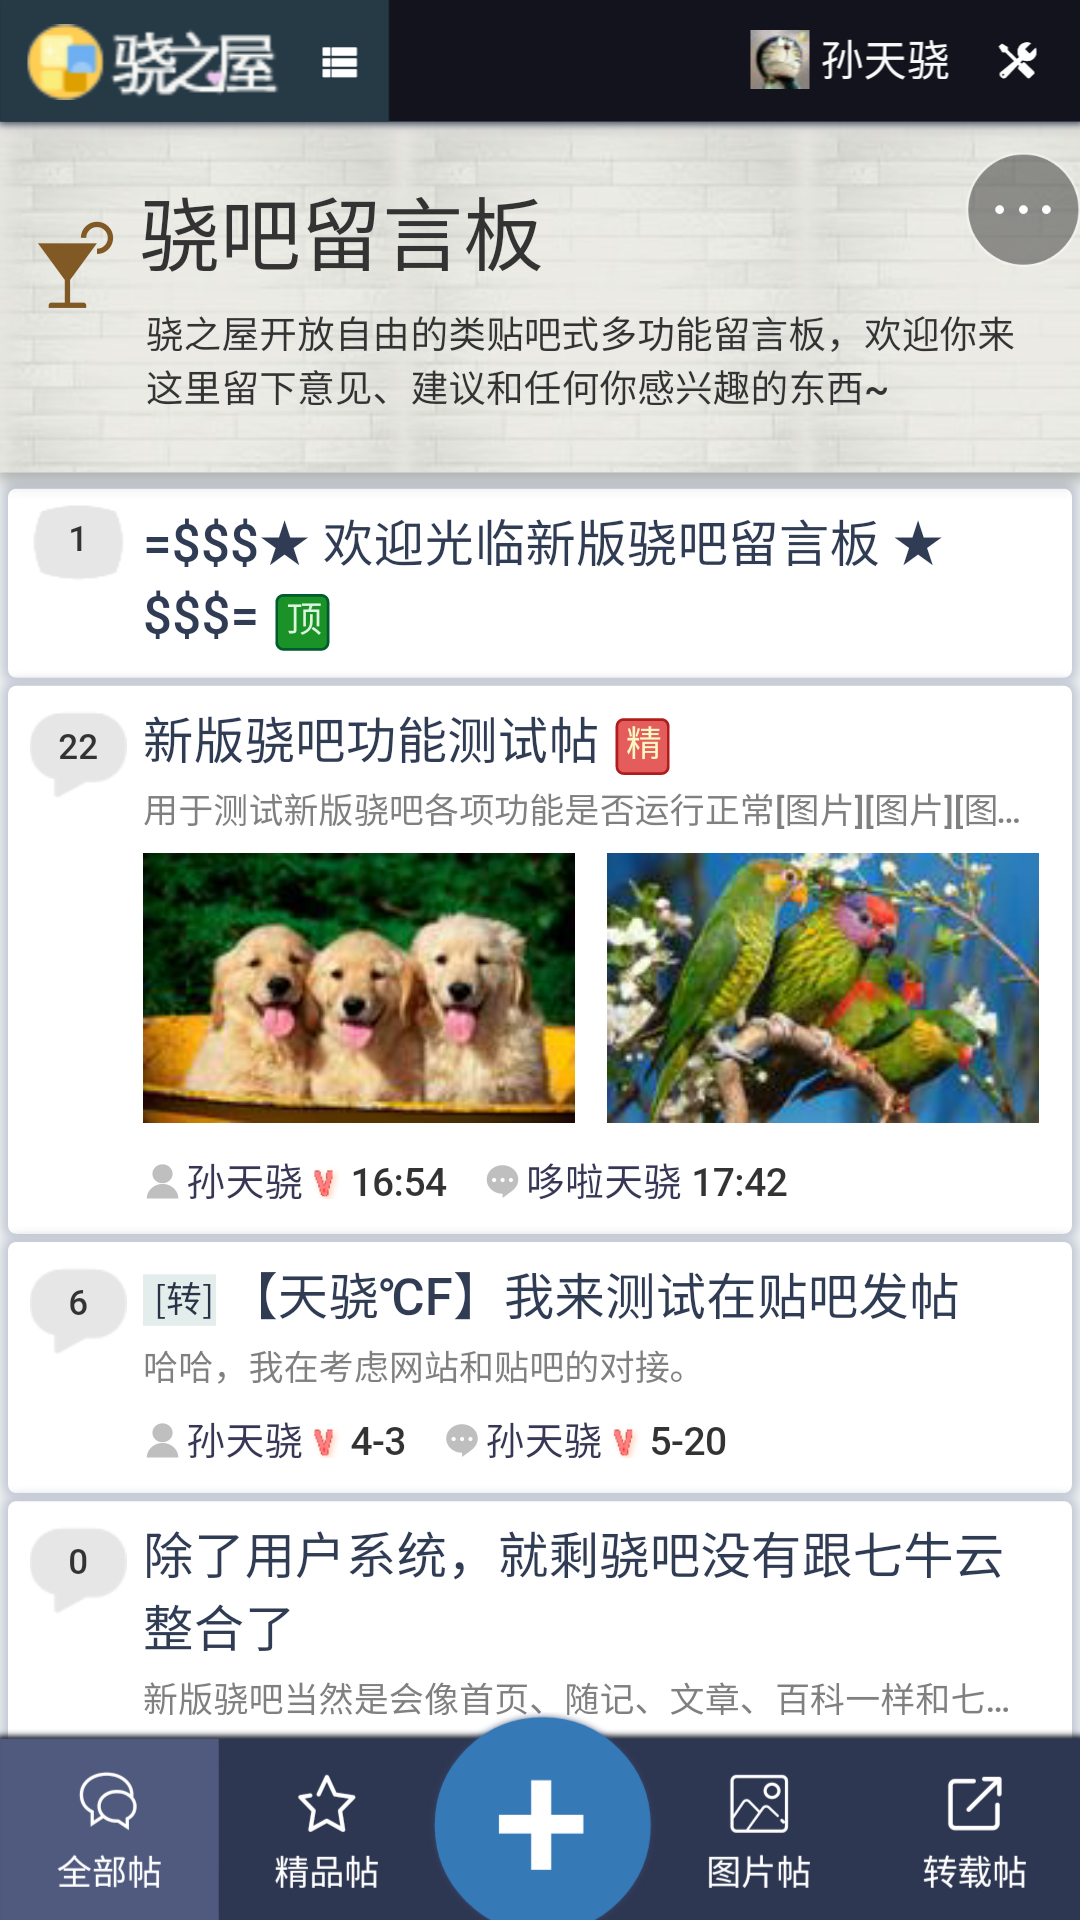 骁之屋
孙天骁
骁吧留言板
骁之屋开放自由的类贴吧式多功能留言板，欢迎你来
这里留下意见、建议和任何你感兴趣的东西~
1
=$$$★ 欢迎光临新版骁吧留言板 ★
$$$= 顶
22
新版骁吧功能测试帖 精
用于测试新版骁吧各项功能是否运行正常[图片][图片][图...
孙天骁 V 16:54 哆啦天骁 17:42
6
[转] 【天骁℃F】我来测试在贴吧发帖
哈哈，我在考虑网站和贴吧的对接。
孙天骁 V 4-3 孙天骁 V 5-20
0
除了用户系统，就剩骁吧没有跟七牛云
整合了
新版骁吧当然是会像首页、随记、文章、百科一样和七...
全部帖
精品帖
图片帖
转载帖